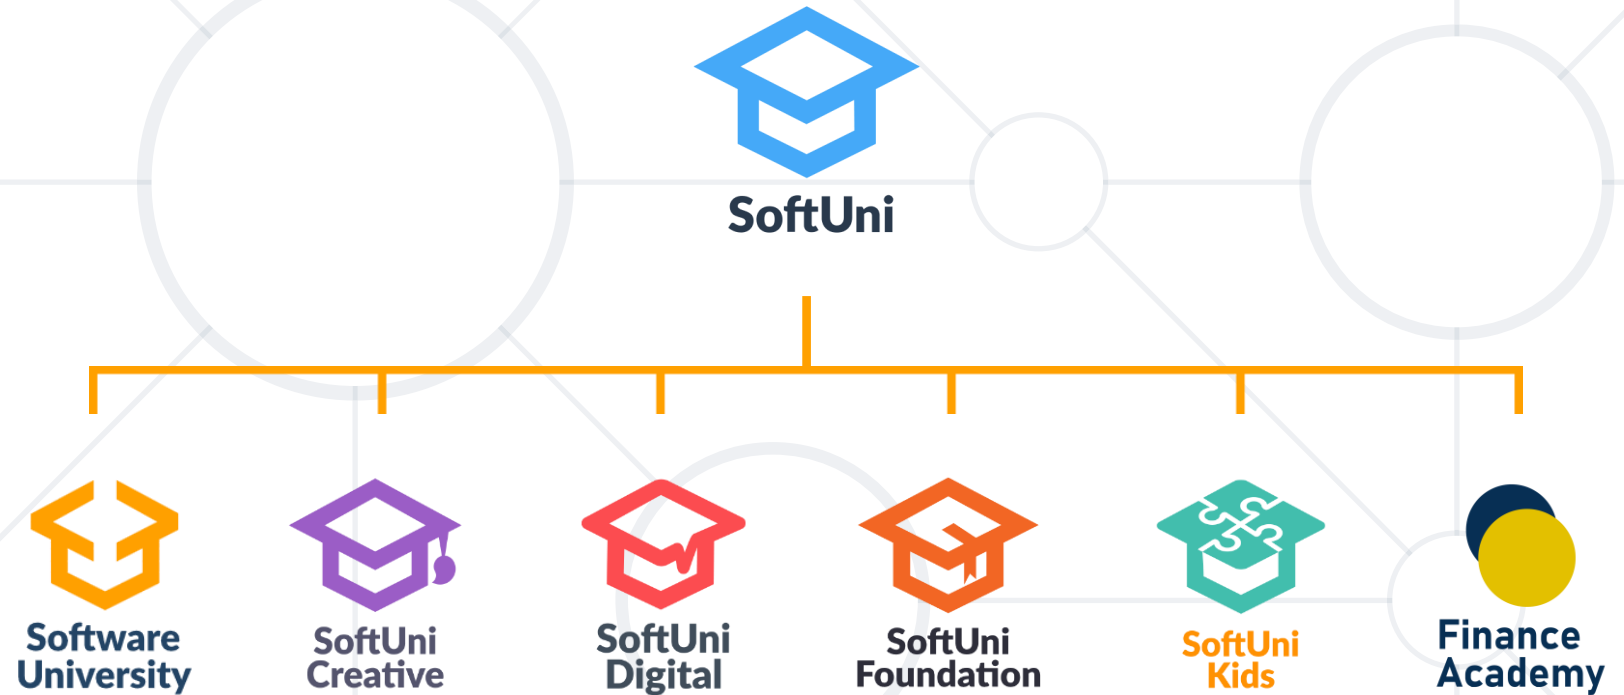 SoftUni
Software
University
SoftUni
Creative
SoftUni
Digital
SoftUni
Foundation
SoftUni
Kids
Finance
Academy